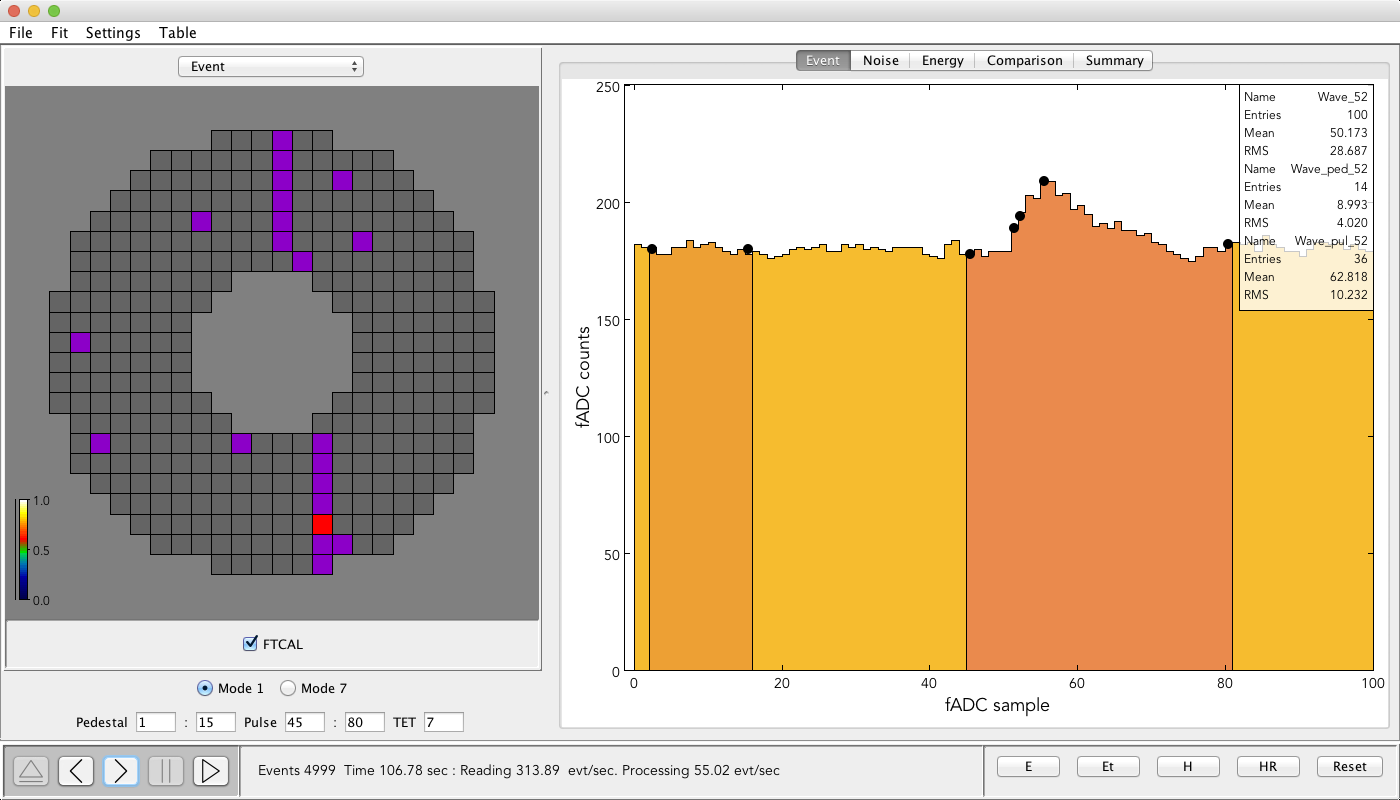 File Fit Settings Table
Event
1.0
0.5
0.0
FTCAL
Mode 1 Mode 7
Pedestal 1 : 15 Pulse 45 : 80 TET 7
Event Noise Energy Comparison Summary
250
200
150
100
50
0
fADC counts
0 20 40 60 80 100
fADC sample
Name Wave_52
Entries 100
Mean 50.173
RMS 28.687
Name Wave_ped_52
Entries 14
Mean 8.993
RMS 4.020
Name Wave_pul_52
Entries 36
Mean 62.818
RMS 10.232
Events 4999 Time 106.78 sec : Reading 313.89 evt/sec. Processing 55.02 evt/sec
E Et H HR Reset